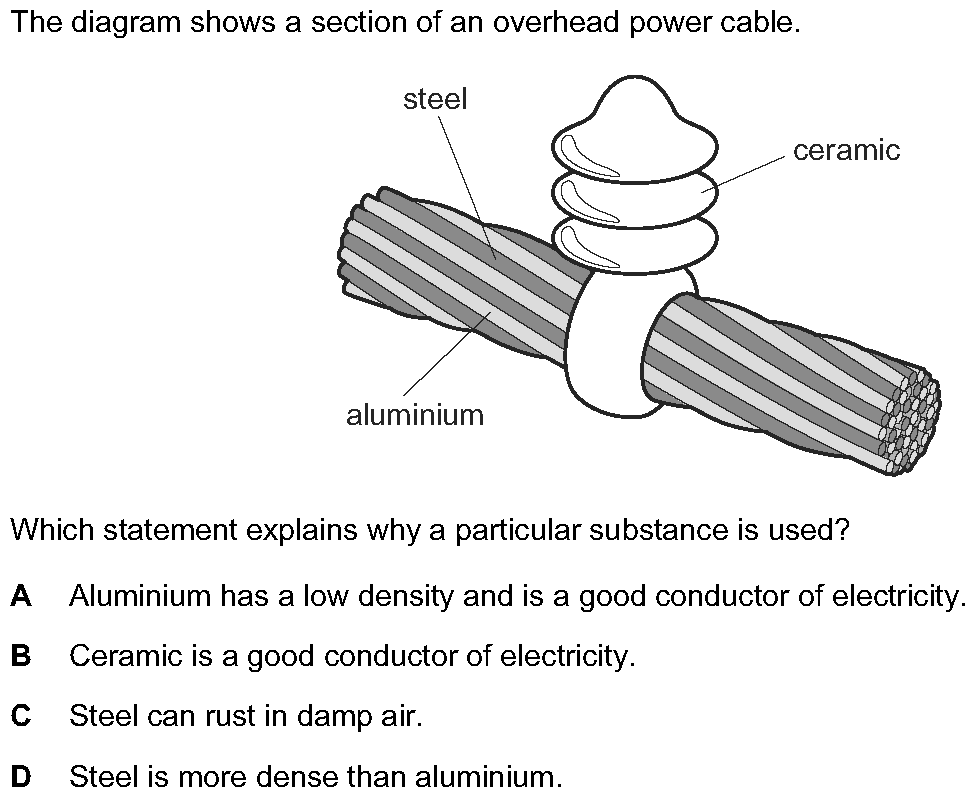 The diagram shows a section of an overhead power cable.
steel
ceramic
aluminium
Which statement explains why a particular substance is used?
A Aluminium has a low density and is a good conductor of electricity.
B Ceramic is a good conductor of electricity.
C Steel can rust in damp air.
D Steel is more dense than aluminium.